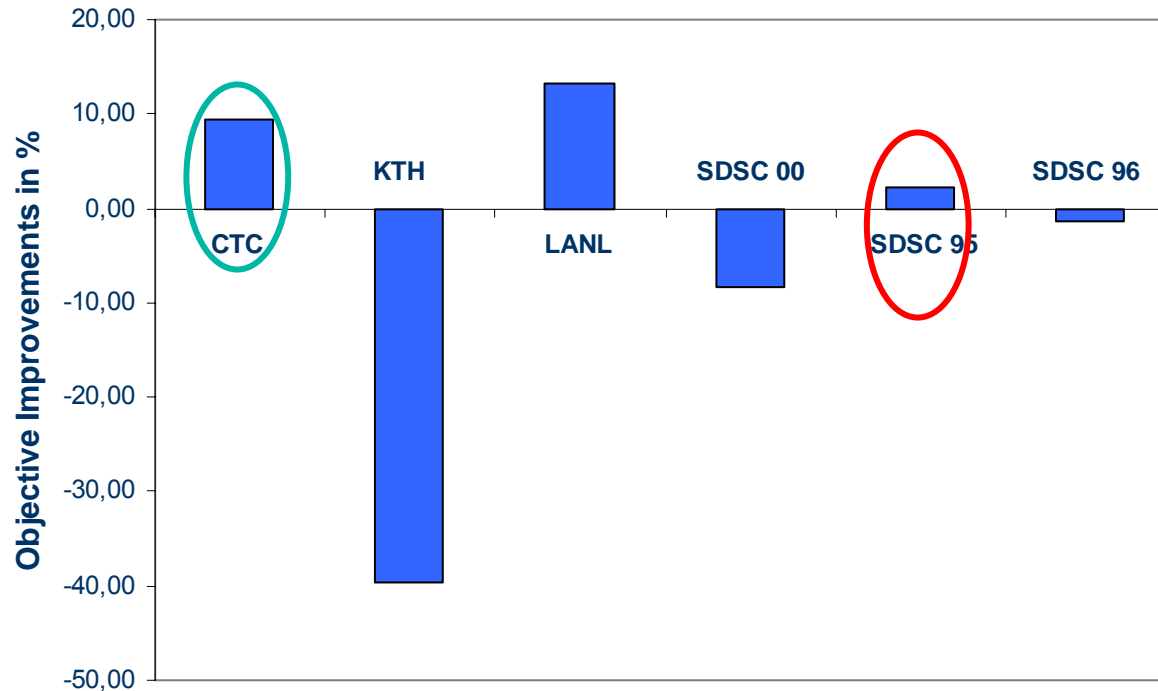 Objective Improvements in %
20,00
10,00
0,00
-10,00
-20,00
-30,00
-40,00
-50,00
CTC
KTH
LANL
SDSC 00
SDSC 95
SDSC 96